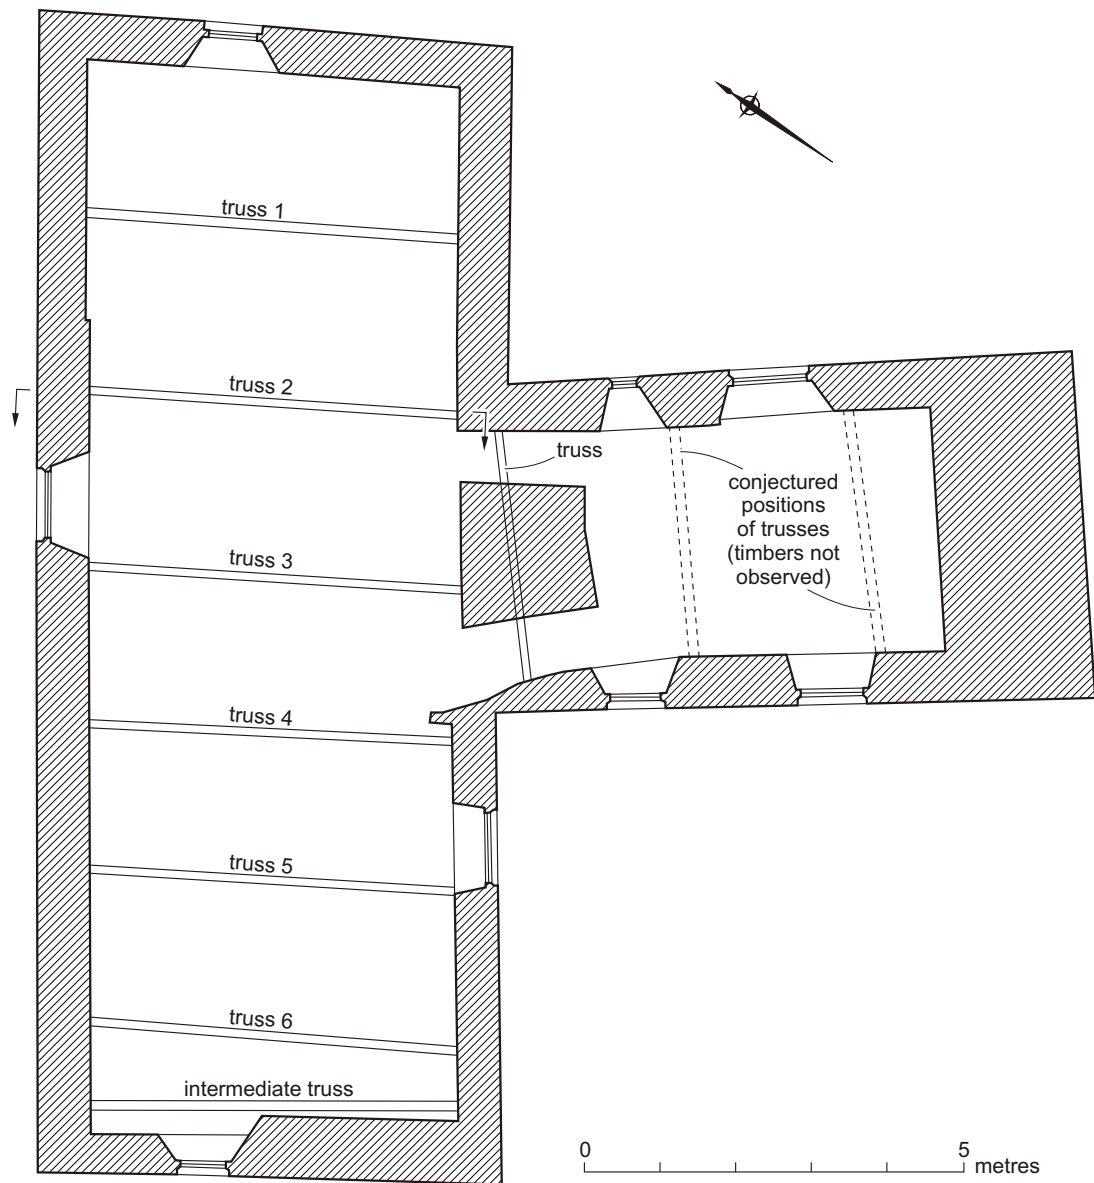 truss 1
truss 2
truss
conjectured
positions
of trusses
(timbers not
observed)
truss 3
truss 4
truss 5
truss 6
intermediate truss
0 5
metres